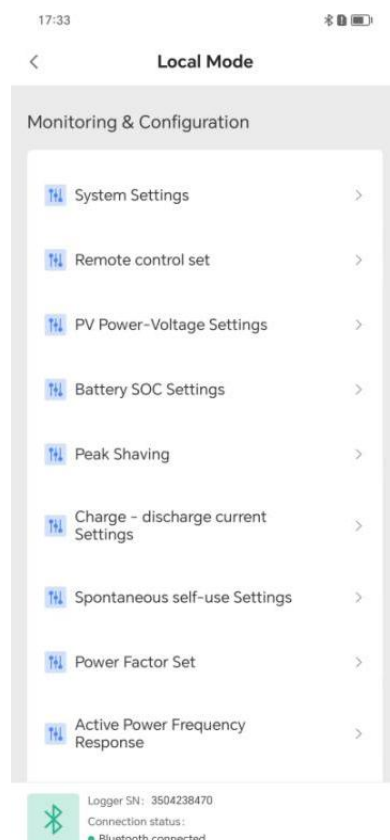 17:33
Local Mode
Monitoring & Configuration
System Settings
Remote control set
PV Power-Voltage Settings
Battery SOC Settings
Peak Shaving
Charge - discharge current
Settings
Spontaneous self-use Settings
Power Factor Set
Active Power Frequency
Response
Logger SN: 3504238470
Connection status:
Bluetooth connected